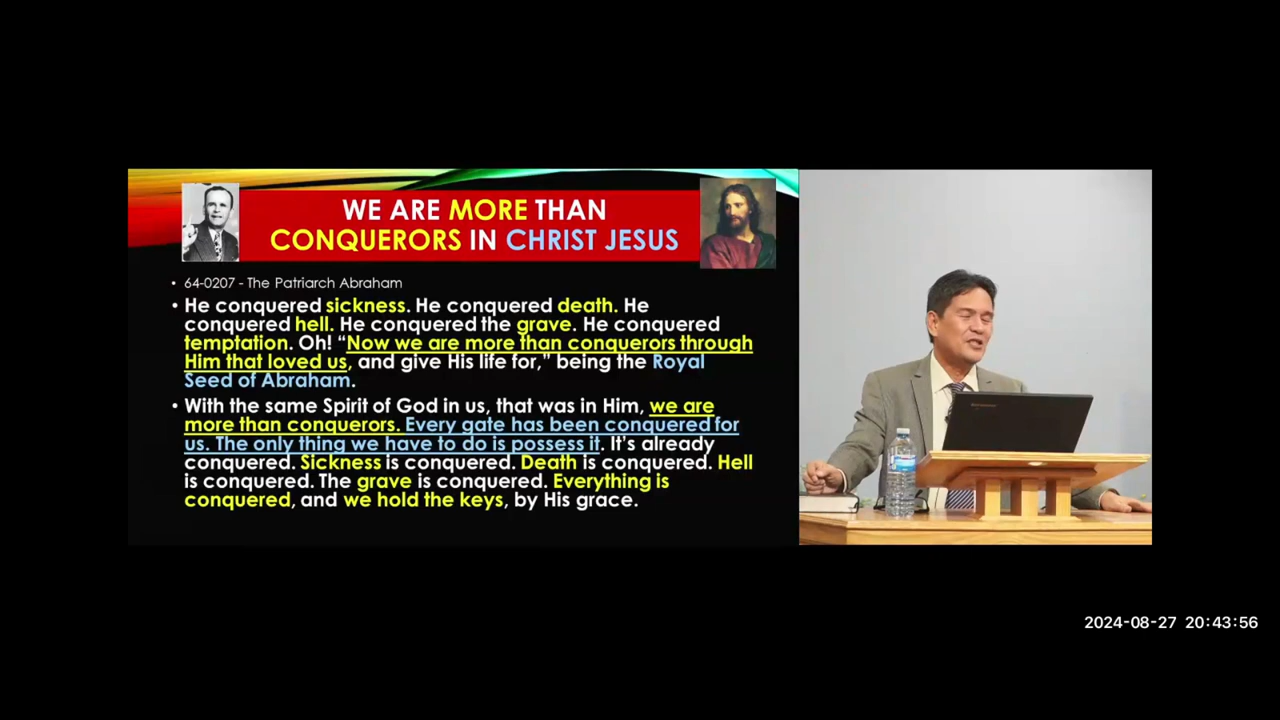 WE ARE MORE THAN
CONQUERORS IN CHRIST JESUS
• 64-0207 - The Patriarch Abraham
• He conquered sickness. He conquered death. He
conquered hell. He conquered the grave. He conquered
temptation. Oh! “Now we are more than conquerors through
Him that loved us, and give His life for,” being the Royal
Seed of Abraham.
• With the same Spirit of God in us, that was in Him, we are
more than conquerors. Every gate has been conquered for
us. The only thing we have to do is possess it. It’s already
conquered. Sickness is conquered. Death is conquered. Hell
is conquered. The grave is conquered. Everything is
conquered, and we hold the keys, by His grace.
2024-08-27 20:43:56